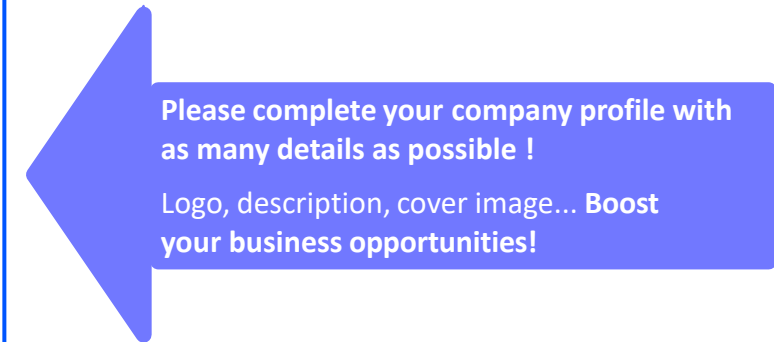 Please complete your company profile with
as many details as possible !
Logo, description, cover image... Boost
your business opportunities!